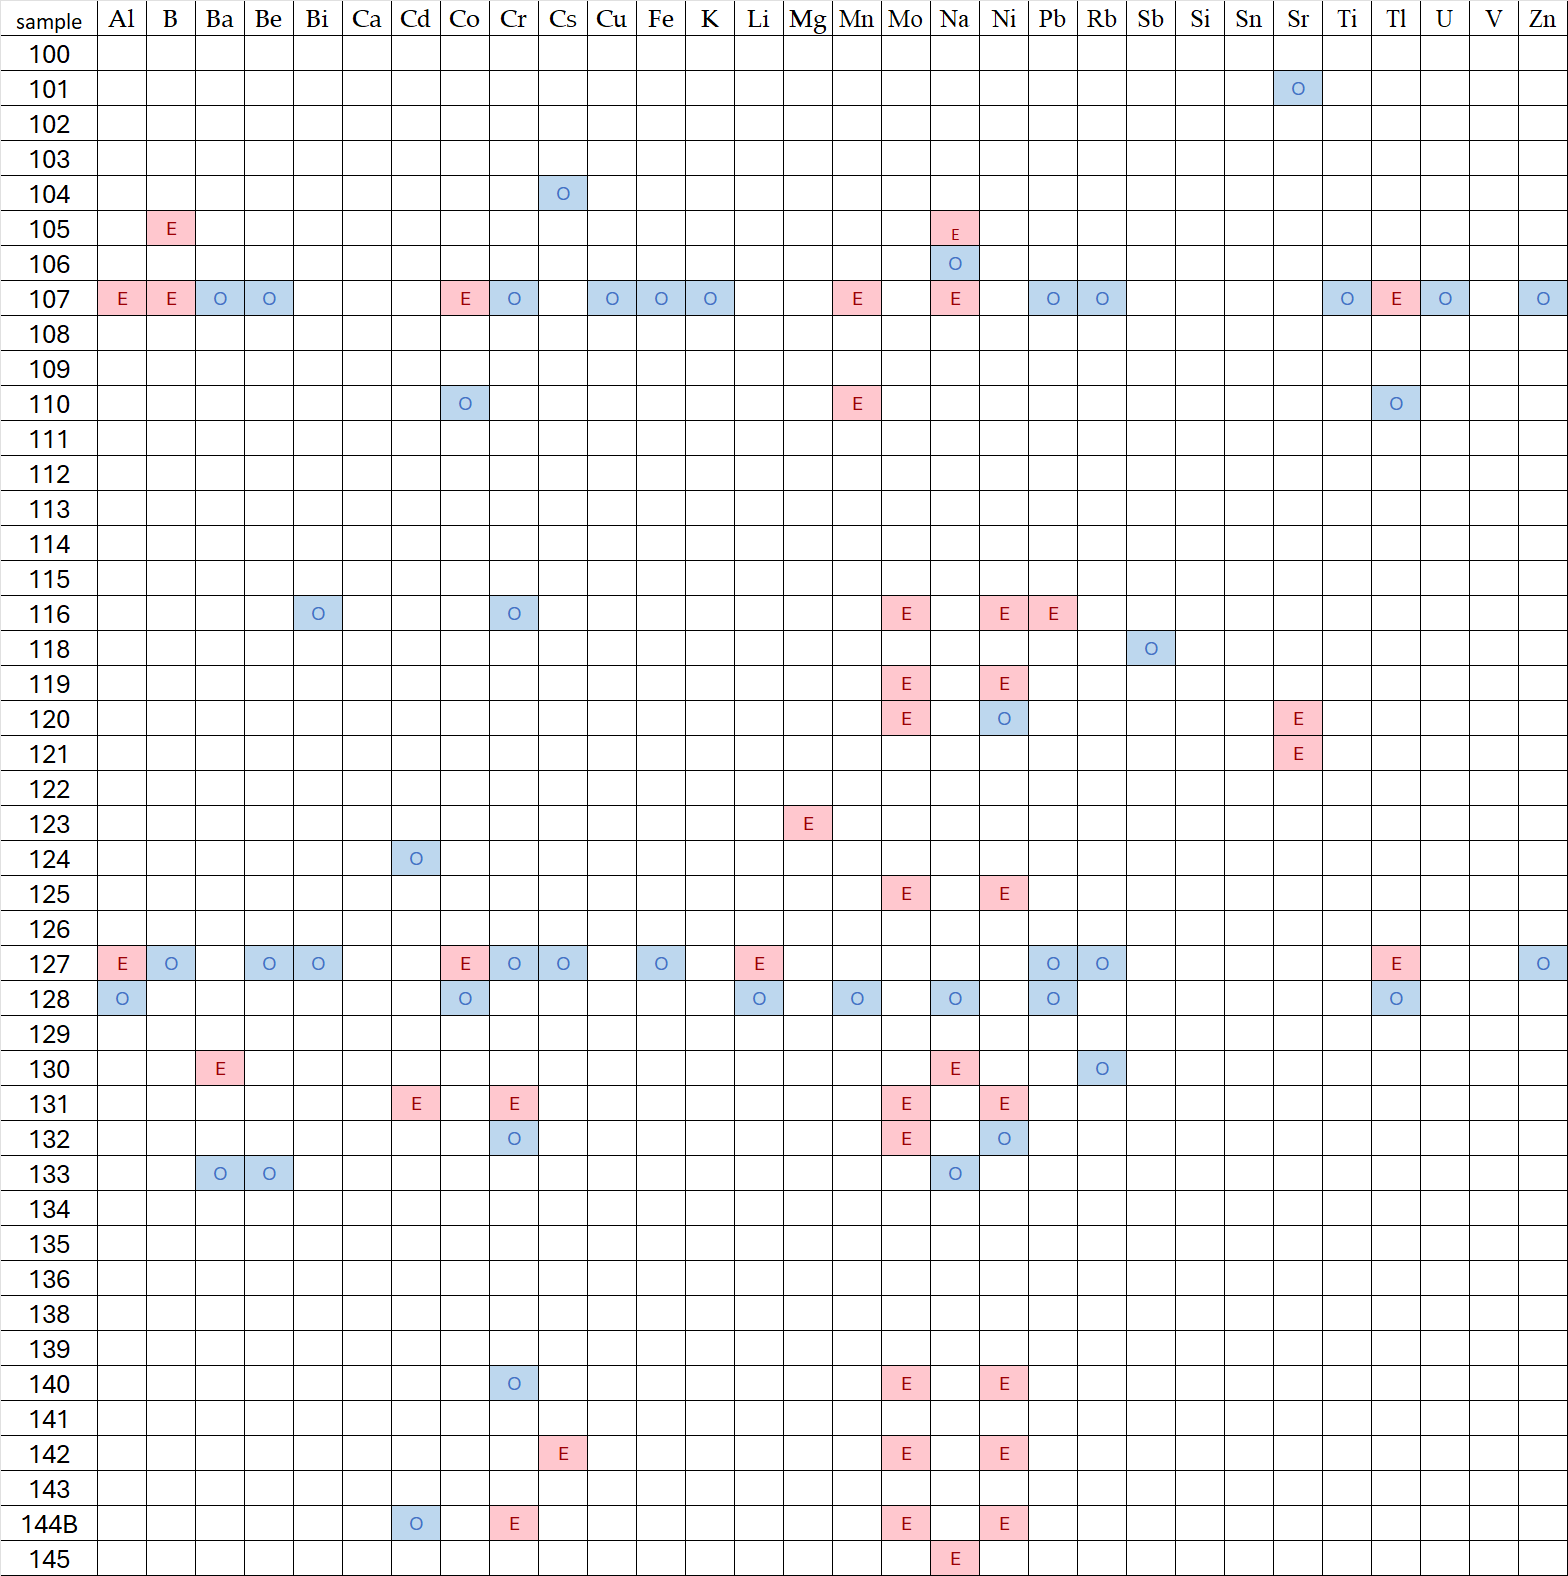 sample Al B Ba Be Bi Ca Cd Co Cr Cs Cu Fe K Li Mg Mn Mo Na Ni Pb Rb Sb Si Sn Sr Ti Tl U V Zn
100
101 O
102
103
104 O
105 E E
106 O
107 E E O O E O O O O E E O O O E O O
108
109
110 O E O
111
112
113
114
115
116 O O E E E
118 O
119 E E
120 E O E
121 E
122
123 E
124 O
125 E E
126
127 E O O O E O O O E O O E O
128 O O O O O O O
129
130 E E O
131 E E E E
132 O E O
133 O O O
134
135
136
138
139
140 O E E
141
142 E E E
143
144B O E E E
145 E